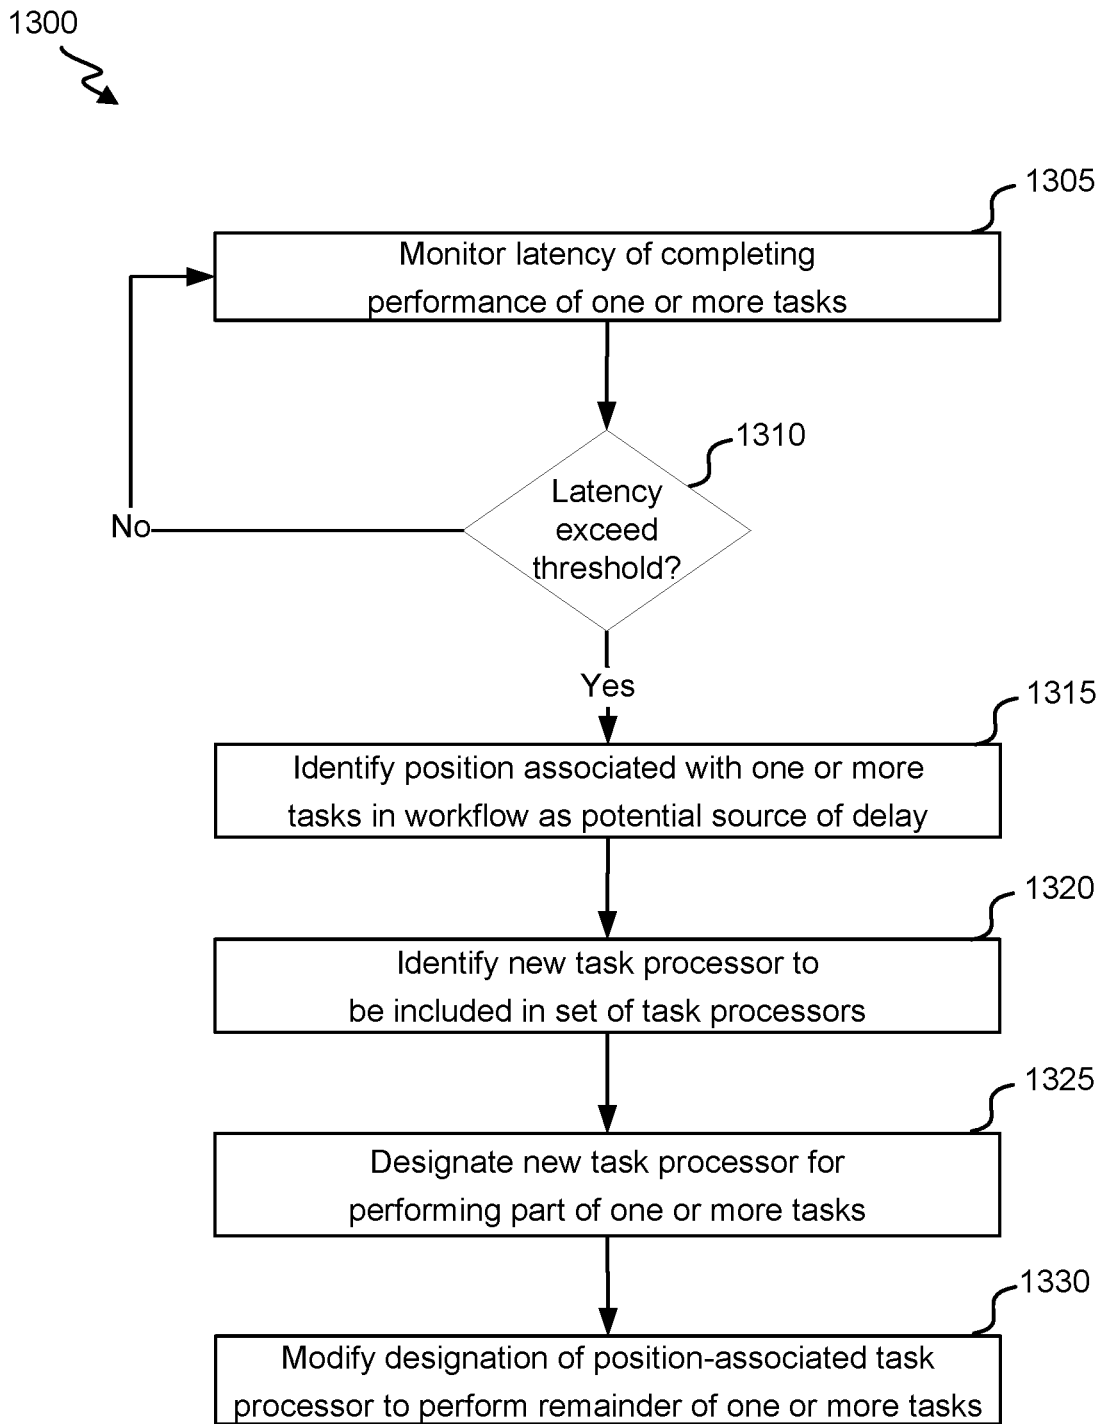 1300
1305
Monitor latency of completing
performance of one or more tasks
1310
Latency
exceed
threshold?
No
Yes
1315
Identify position associated with one or more
tasks in workflow as potential source of delay
1320
Identify new task processor to
be included in set of task processors
1325
Designate new task processor for
performing part of one or more tasks
1330
Modify designation of position-associated task
processor to perform remainder of one or more tasks